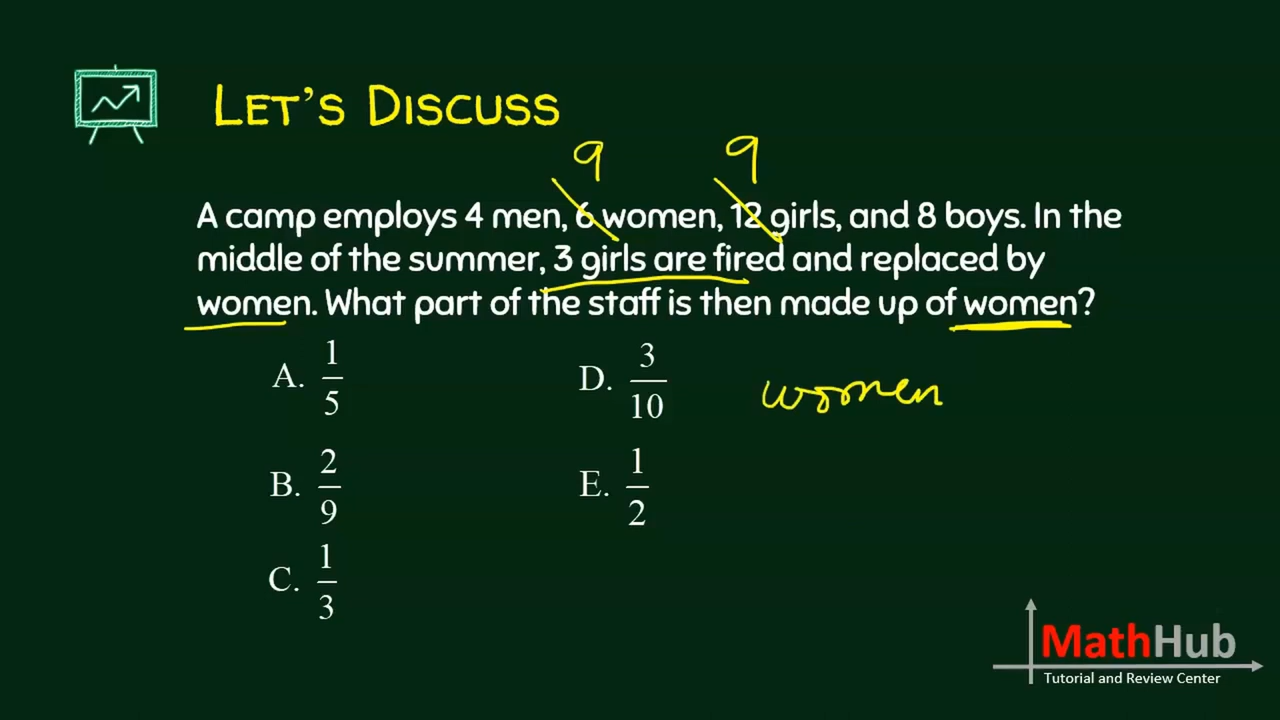 LET'S DISCUSS
9 9
A camp employs 4 men, 6 women, 12 girls, and 8 boys. In the
middle of the summer, 3 girls are fired and replaced by
women. What part of the staff is then made up of women?
A. 1/5
D. 3/10
women
B. 2/9
E. 1/2
C. 1/3
MathHub
Tutorial and Review Center